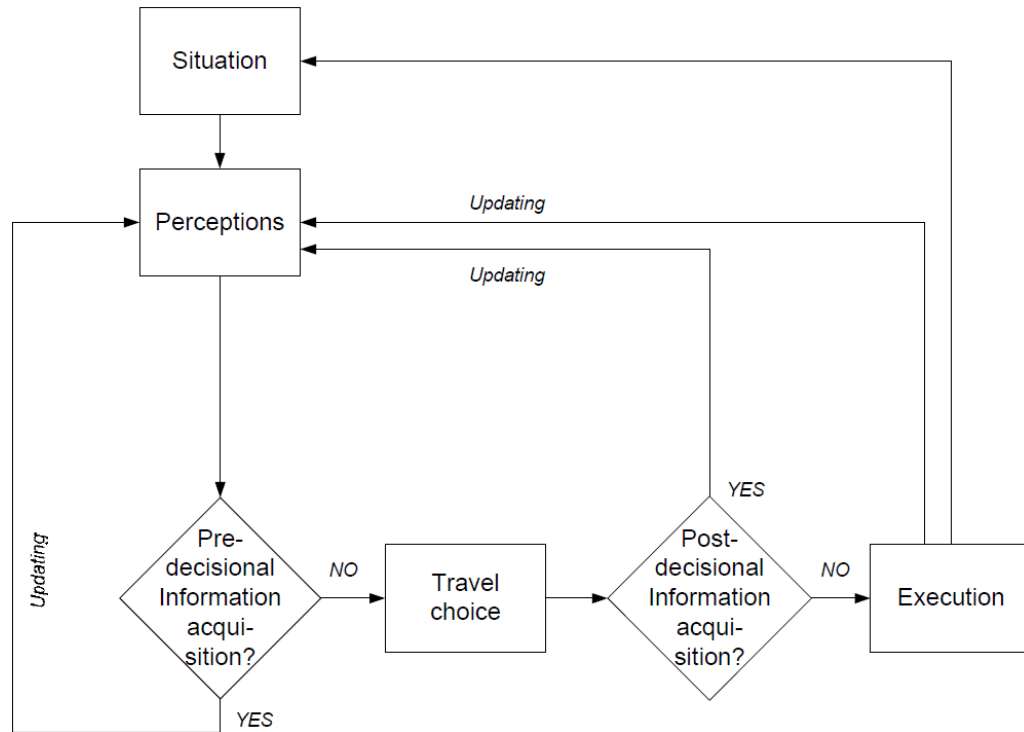 Situation
Perceptions
Updating
Updating
Updating
YES
Pre-
decisional
Information
acqui-
sition?
NO
Travel
choice
Post-
decisional
Information
acqui-
sition?
NO
Execution
YES